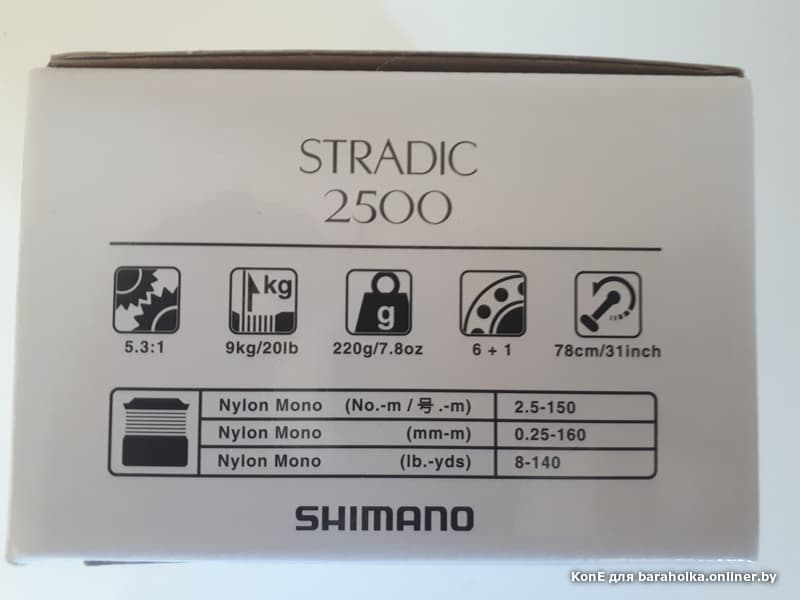 STRADIC
2500
kg
g
5.3:1 9kg/20lb 220g/7.8oz 6 + 1 78cm/31inch
Nylon Mono (No.-m / 号.-m) 2.5-150
Nylon Mono (mm-m) 0.25-160
Nylon Mono (lb.-yds) 8-140
SHIMANO
KonE для baraholka.onliner.by